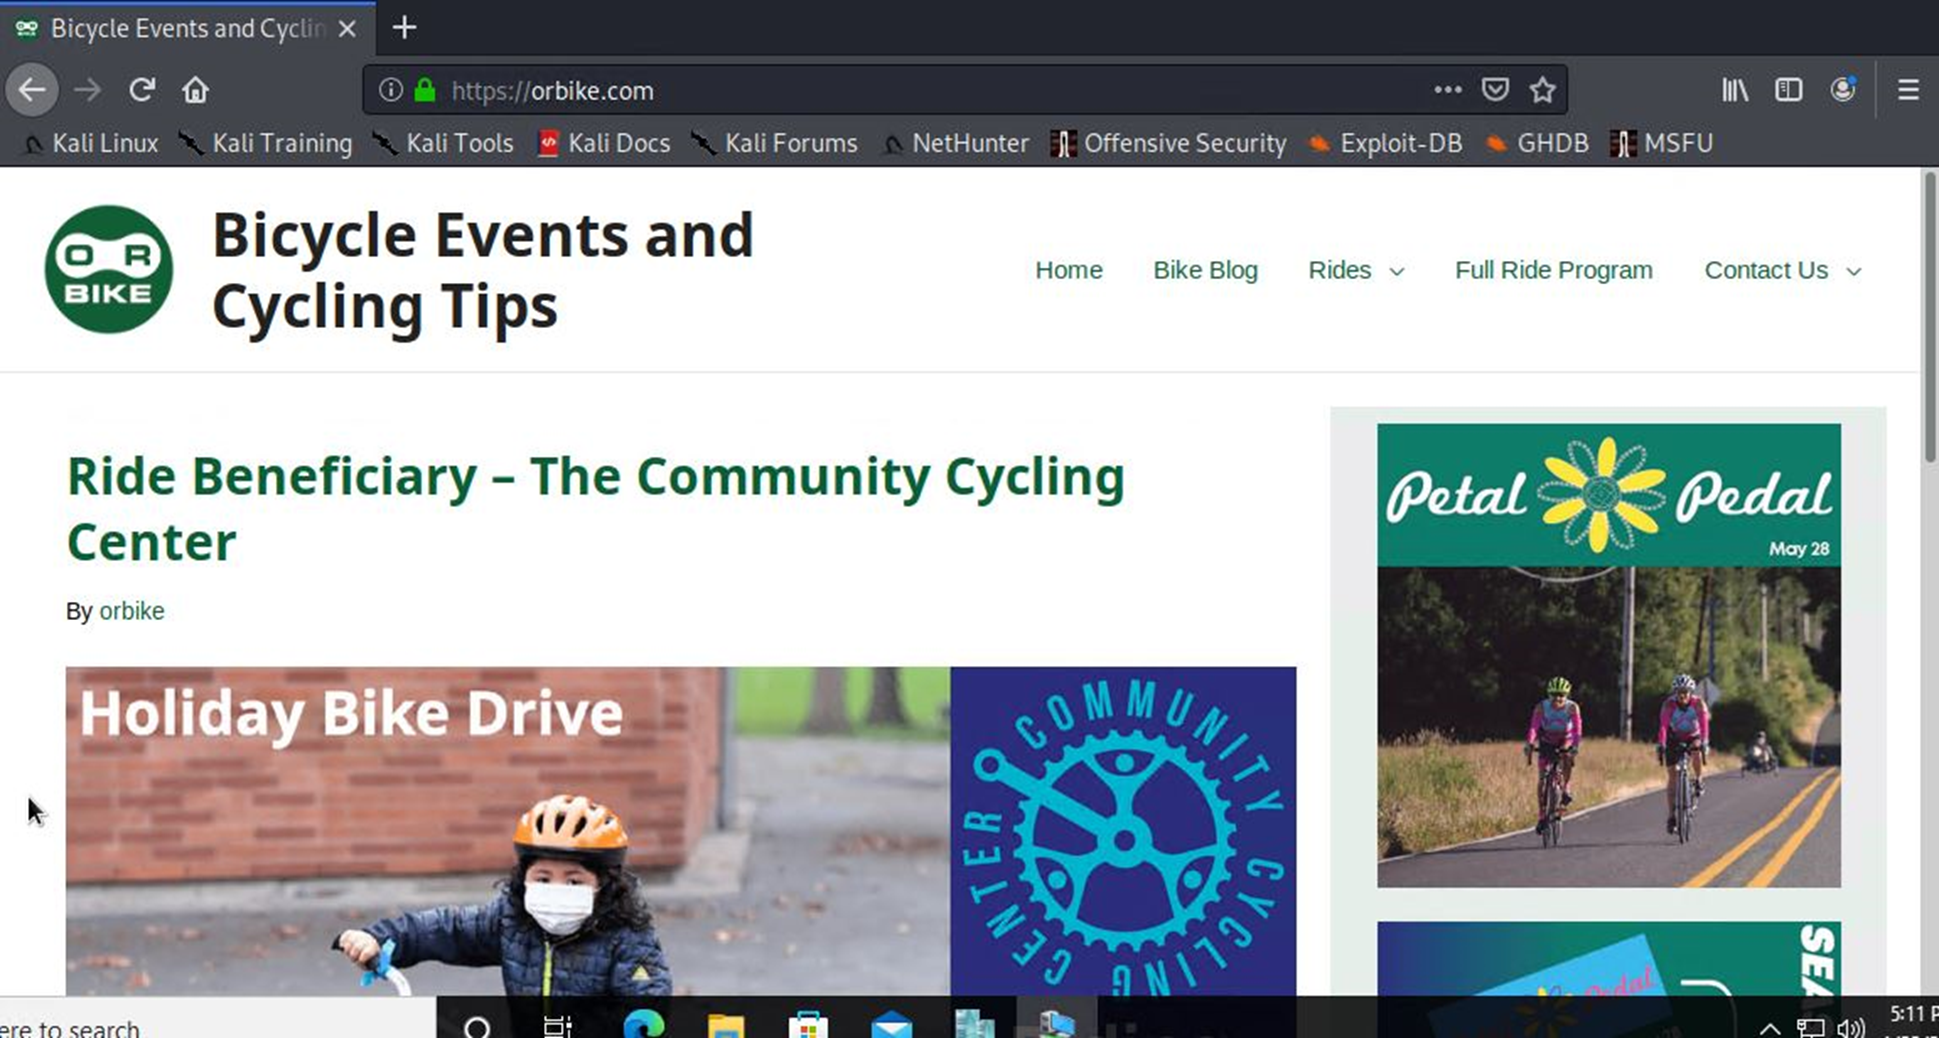 Bicycle Events and Cyclin
https://orbike.com
Kali Linux Kali Training Kali Tools Kali Docs Kali Forums NetHunter Offensive Security Exploit-DB GHDB MSFU
O R
BIKE
Bicycle Events and
Cycling Tips
Home Bike Blog Rides Full Ride Program Contact Us
Ride Beneficiary – The Community Cycling
Center
By orbike
Holiday Bike Drive
COMMUNITY CYCLING CENTER
Petal Pedal
May 28
Pedal
ere to search
5:11 P